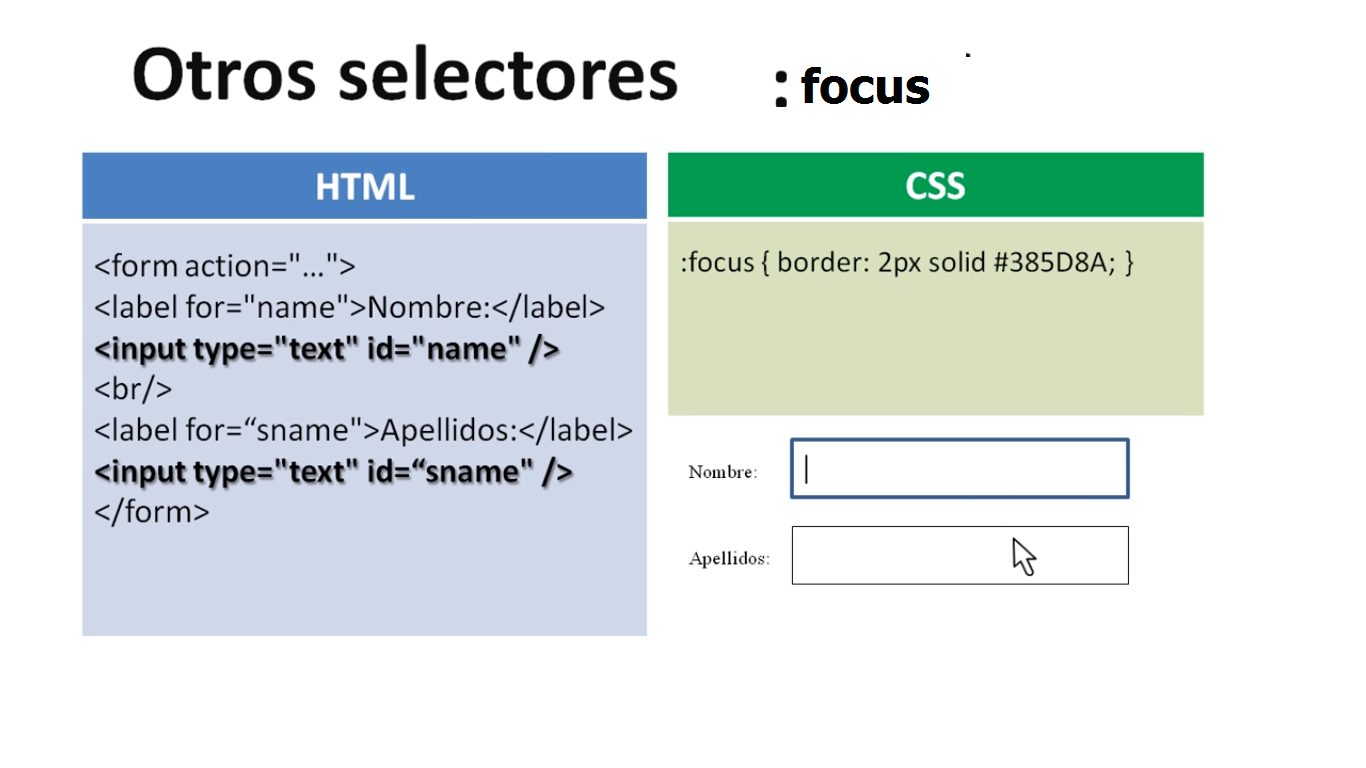 Otros selectores :focus
HTML
<form action="...">
<label for="name">Nombre:</label>
<input type="text" id="name" />
<br/>
<label for=“sname">Apellidos:</label>
<input type="text" id=“sname" />
</form>
CSS
:focus { border: 2px solid #385D8A; }
Nombre:
Apellidos: